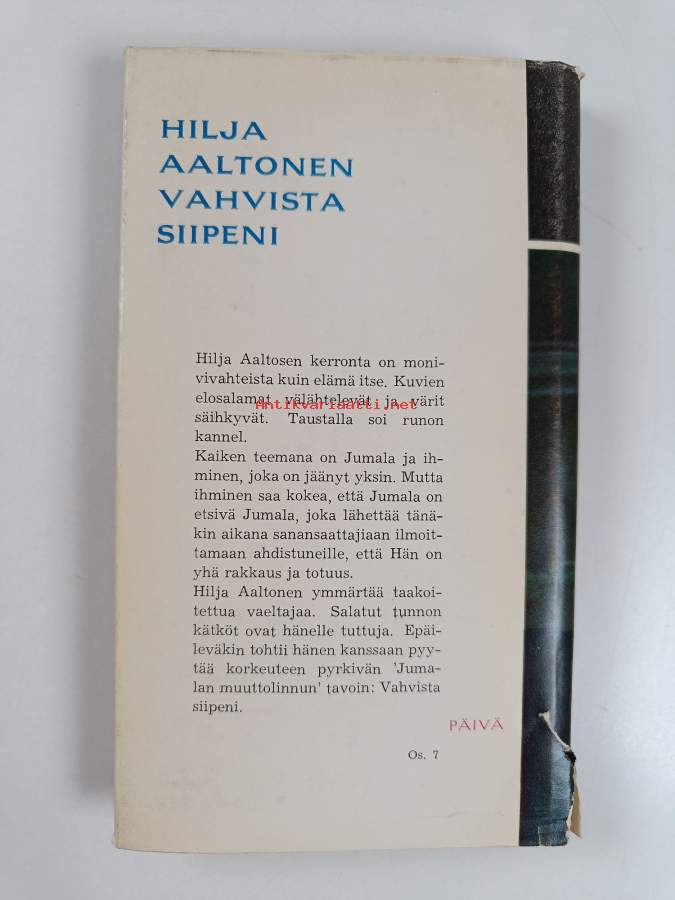 HILJA
AALTONEN
VAHVISTA
SIIPENI
Hilja Aaltosen kerronta on moni-
vivahteista kuin elämä itse. Kuvien
elosalamat välähtelevät ja värit
Antikvariaatti.net
säihkyvät. Taustalla soi runon
kannel.
Kaiken teemana on Jumala ja ih-
minen, joka on jäänyt yksin. Mutta
ihminen saa kokea, että Jumala on
etsivä Jumala, joka lähettää tänä-
kin aikana sanansaattajiaan ilmoit-
tamaan ahdistuneille, että Hän on
yhä rakkaus ja totuus.
Hilja Aaltonen ymmärtää taakoi-
tettua vaeltajaa. Salatut tunnon
kätköt ovat hänelle tuttuja. Epäi-
leväkin tohtii hänen kanssaan pyy-
tää korkeuteen pyrkivän 'Juma-
lan muuttolinnun' tavoin: Vahvista
siipeni.
PÄIVÄ
Os. 7